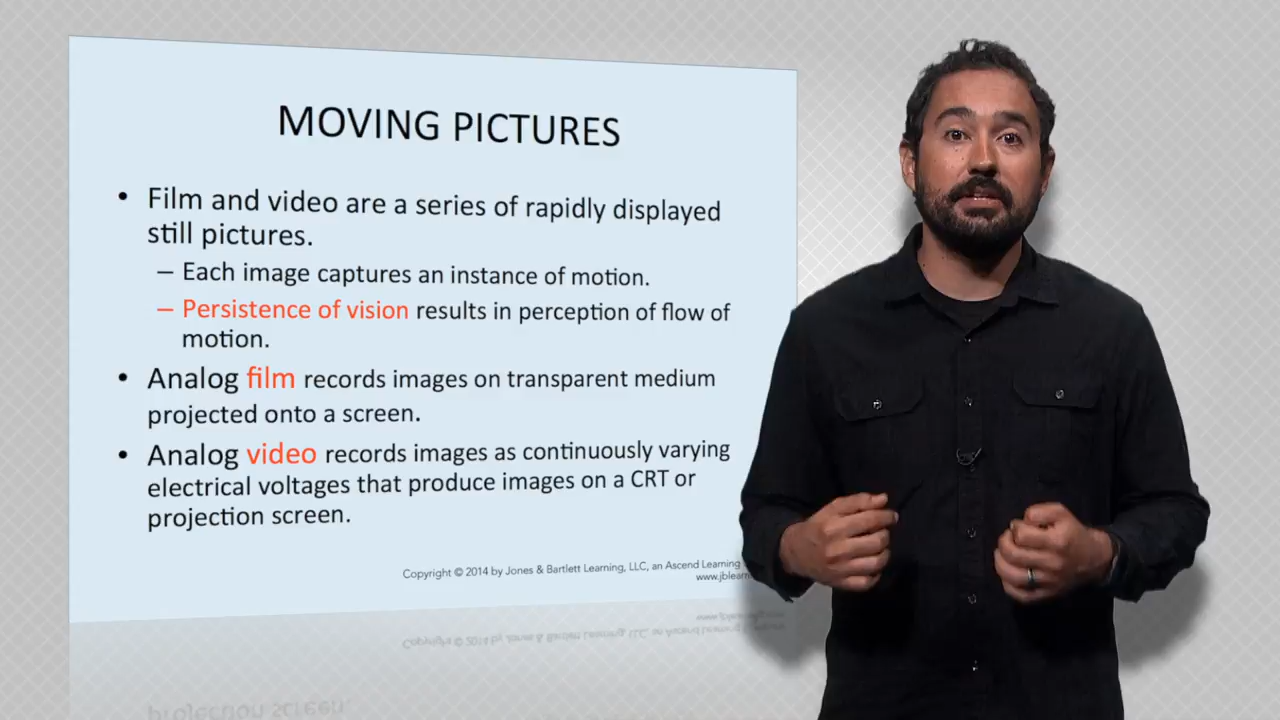 MOVING PICTURES
• Film and video are a series of rapidly displayed
still pictures.
– Each image captures an instance of motion.
– Persistence of vision results in perception of flow of
motion.
• Analog film records images on transparent medium
projected onto a screen.
• Analog video records images as continuously varying
electrical voltages that produce images on a CRT or
projection screen.
Copyright © 2014 by Jones & Bartlett Learning, LLC, an Ascend Learning